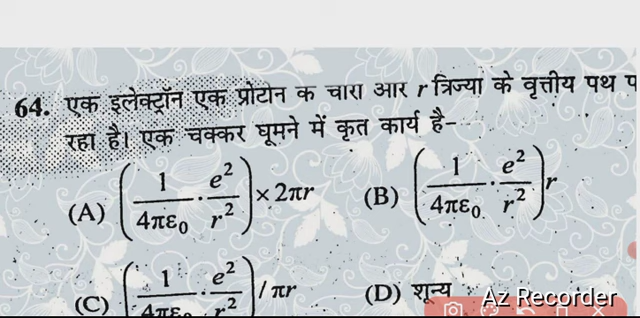 64. एक इलेक्ट्रॉन एक प्रोटोन क चारा आर r त्रिज्या के वृत्तीय पथ प
रहा है। एक चक्कर घूमने में कृत कार्य है-
(A) (1/4πε₀ · e²/r²) × 2πr (B) (1/4πε₀ · e²/r²) r
(C) (1/4πε₀ · e²/r²) / πr (D) शून्य
Az Recorder